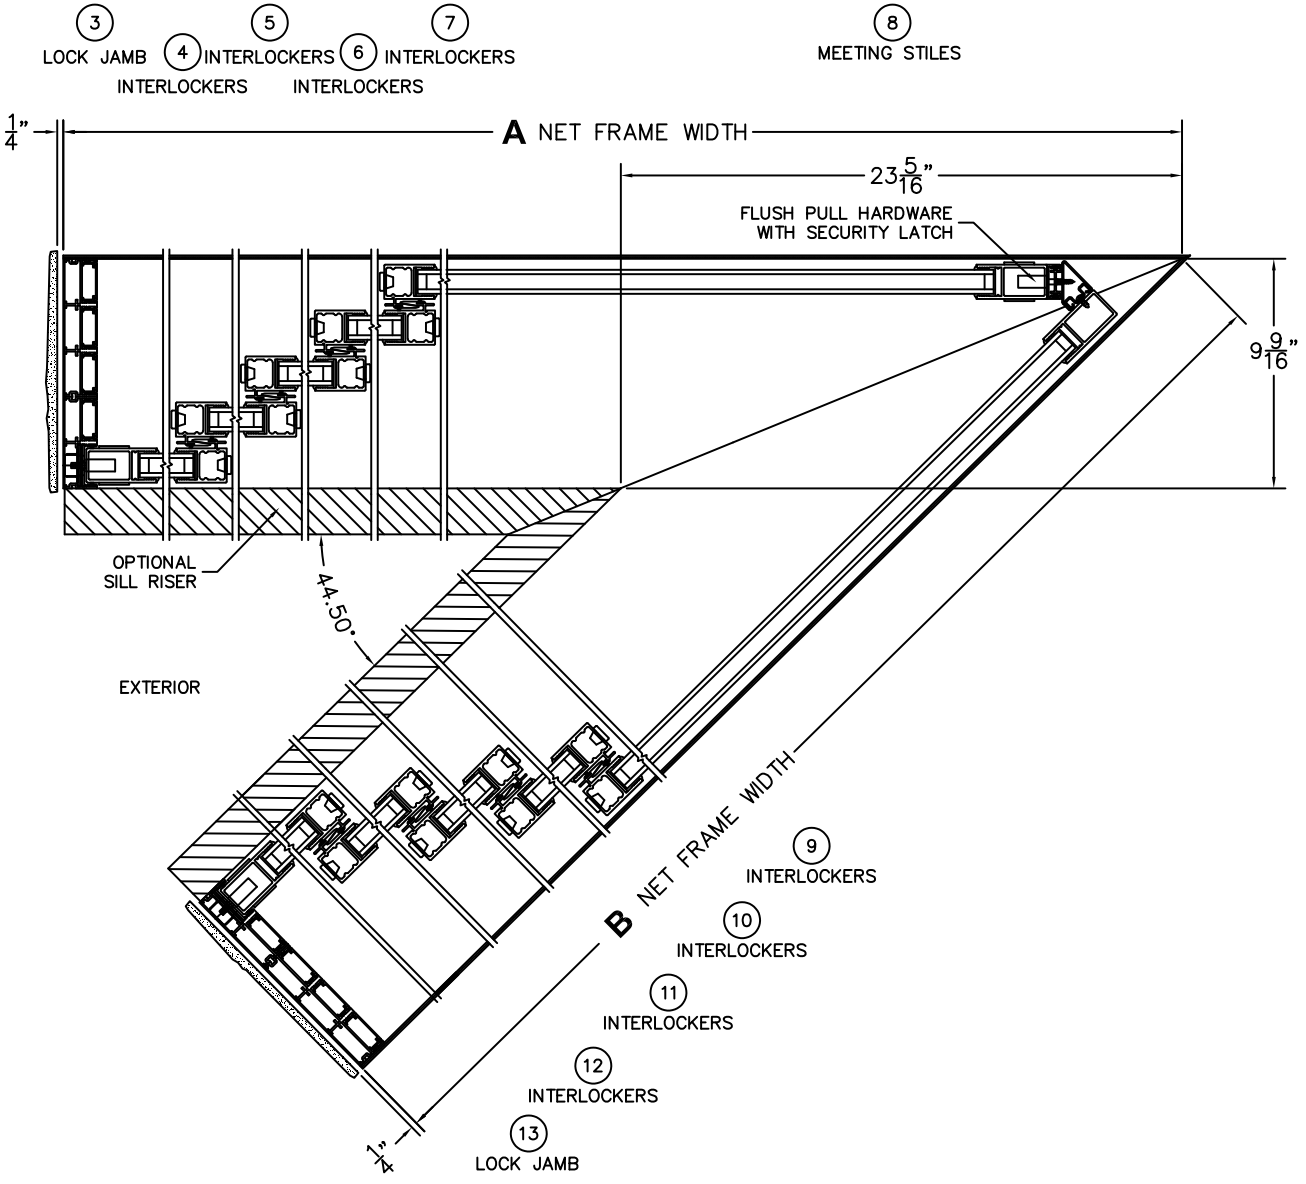 3
LOCK JAMB
4
INTERLOCKERS
5
INTERLOCKERS
6
INTERLOCKERS
7
INTERLOCKERS
8
MEETING STILES
1/4"
A NET FRAME WIDTH
23 5/16"
FLUSH PULL HARDWARE
WITH SECURITY LATCH
9 9/16"
OPTIONAL
SILL RISER
44.50°
EXTERIOR
B NET FRAME WIDTH
9
INTERLOCKERS
10
INTERLOCKERS
11
INTERLOCKERS
12
INTERLOCKERS
13
LOCK JAMB
1/4"